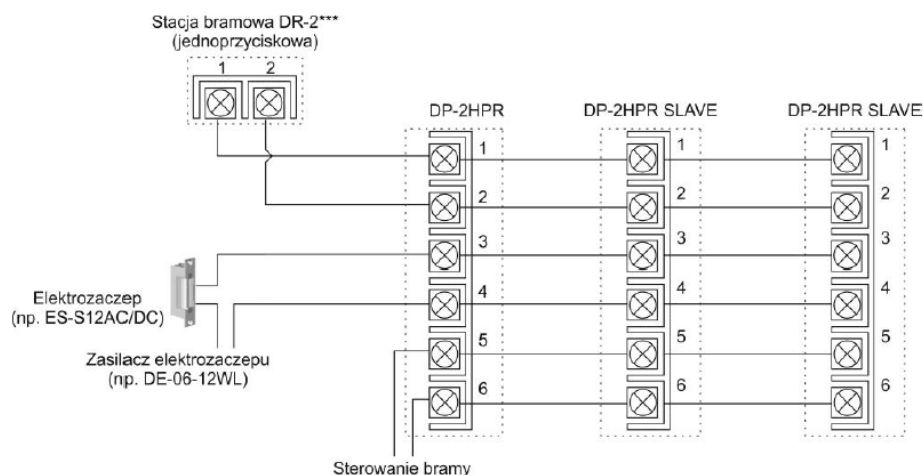 Stacja bramowa DR-2***
(jednoprzyciskowa)
1 2
DP-2HPR
DP-2HPR SLAVE
DP-2HPR SLAVE
1 1 1
2 2 2
3 3 3
4 4 4
5 5 5
6 6 6
Elektrozaczep
(np. ES-S12AC/DC)
Zasilacz elektrozaczepu
(np. DE-06-12WL)
Sterowanie bramy